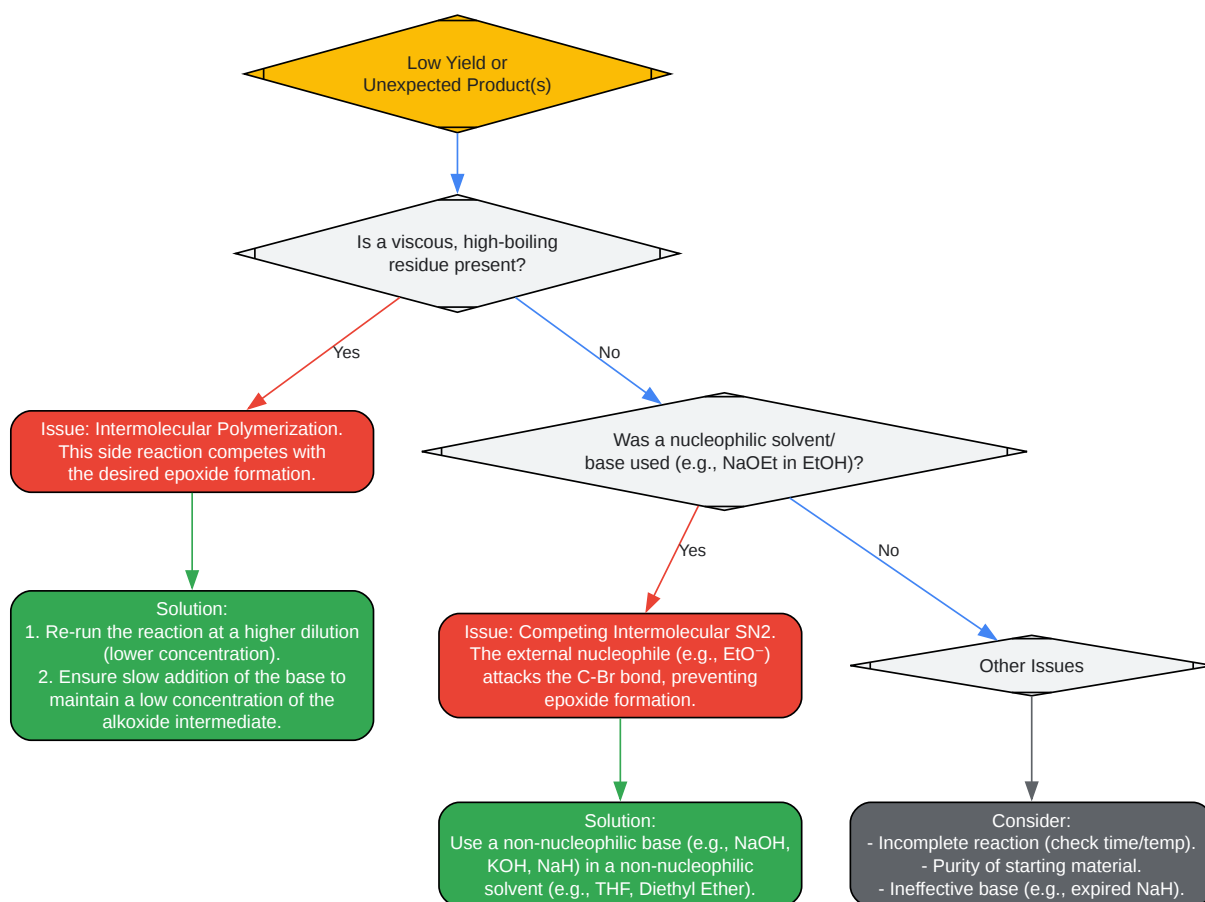 Low Yield or
Unexpected Product(s)
Is a viscous, high-boiling
residue present?
Yes
No
Issue: Intermolecular Polymerization.
This side reaction competes with
the desired epoxide formation.
Was a nucleophilic solvent/
base used (e.g., NaOEt in EtOH)?
Yes
No
Solution:
1. Re-run the reaction at a higher dilution
(lower concentration).
2. Ensure slow addition of the base to
maintain a low concentration of the
alkoxide intermediate.
Issue: Competing Intermolecular SN2.
The external nucleophile (e.g., EtO⁻)
attacks the C-Br bond, preventing
epoxide formation.
Other Issues
Solution:
Use a non-nucleophilic base (e.g., NaOH,
KOH, NaH) in a non-nucleophilic
solvent (e.g., THF, Diethyl Ether).
Consider:
- Incomplete reaction (check time/temp).
- Purity of starting material.
- Ineffective base (e.g., expired NaH).